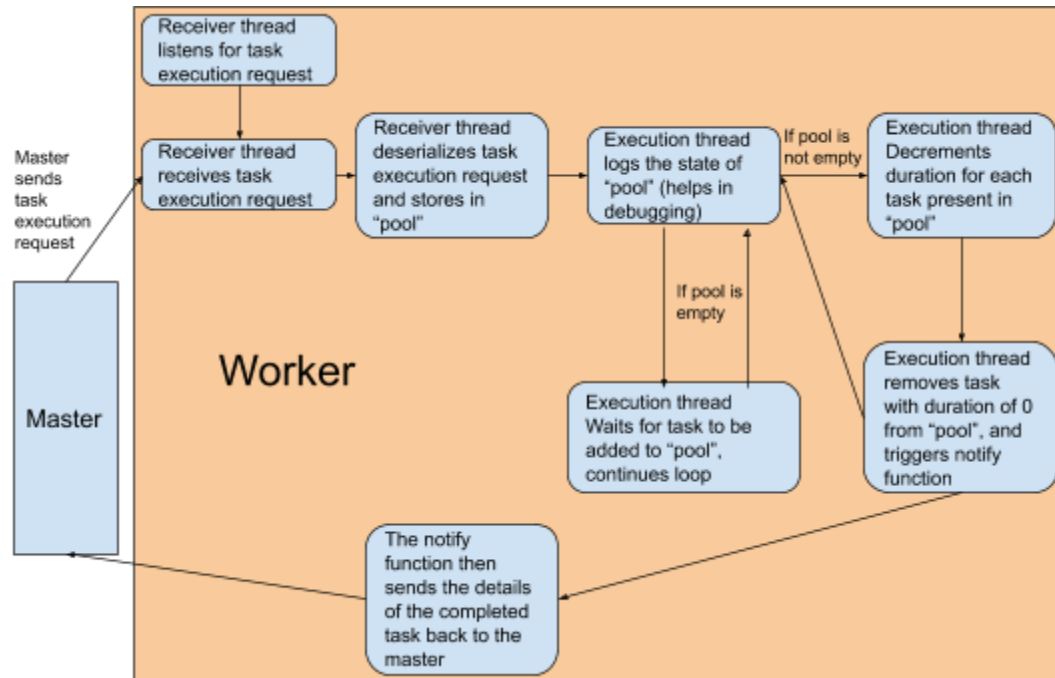 Receiver thread
listens for task
execution request
Master
sends
task
execution
request
Receiver thread
receives task
execution request
Receiver thread
deserializes task
execution request
and stores in
“pool”
Execution thread
logs the state of
“pool” (helps in
debugging)
If pool is
not empty
Execution thread
Decrements
duration for each
task present in
“pool”
If pool is
empty
Worker
Master
Execution thread
Waits for task to be
added to “pool”,
continues loop
Execution thread
removes task
with duration of 0
from “pool”, and
triggers notify
function
The notify
function then
sends the details
of the completed
task back to the
master